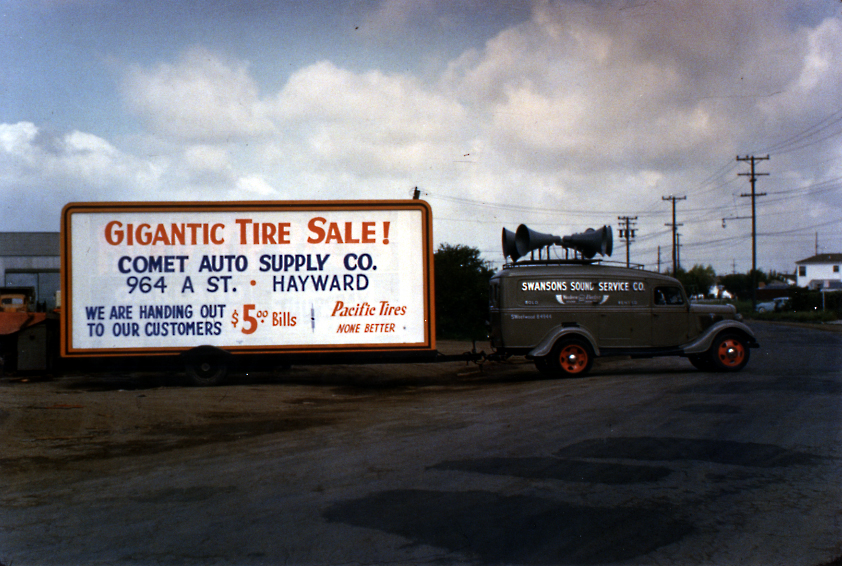 GIGANTIC TIRE SALE!
COMET AUTO SUPPLY CO.
964 A ST. • HAYWARD
WE ARE HANDING OUT
TO OUR CUSTOMERS
$5.00 Bills
Pacific Tires
NONE BETTER
SWANSONS SOUND SERVICE CO.